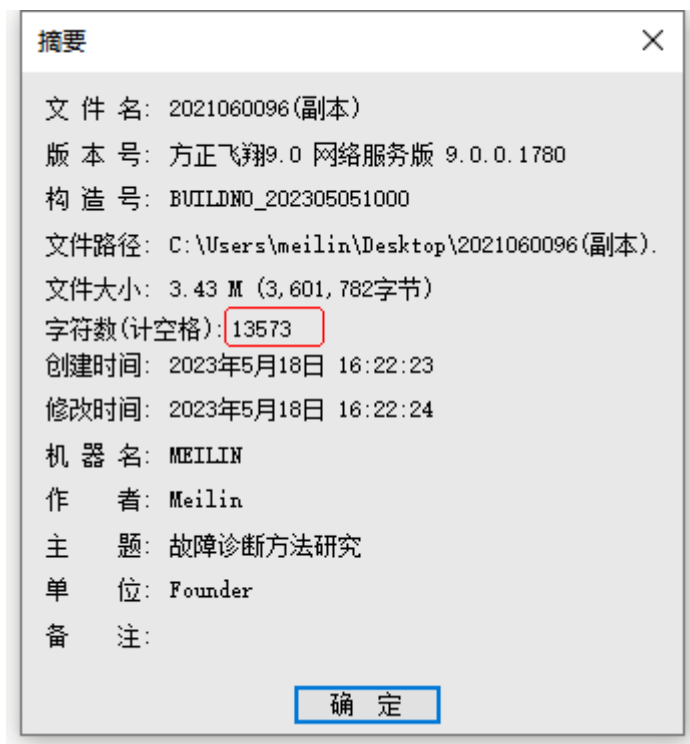 摘要
文 件 名: 2021060096(副本)
版 本 号: 方正飞翔9.0 网络服务版 9.0.0.1780
构 造 号: BUILDNO_202305051000
文件路径: C:\Users\meilin\Desktop\2021060096(副本).
文件大小: 3.43 M (3,601,782字节)
字符数(计空格): 13573
创建时间: 2023年5月18日 16:22:23
修改时间: 2023年5月18日 16:22:24
机 器 名: MEILIN
作 者: Meilin
主 题: 故障诊断方法研究
单 位: Founder
备 注:
确 定